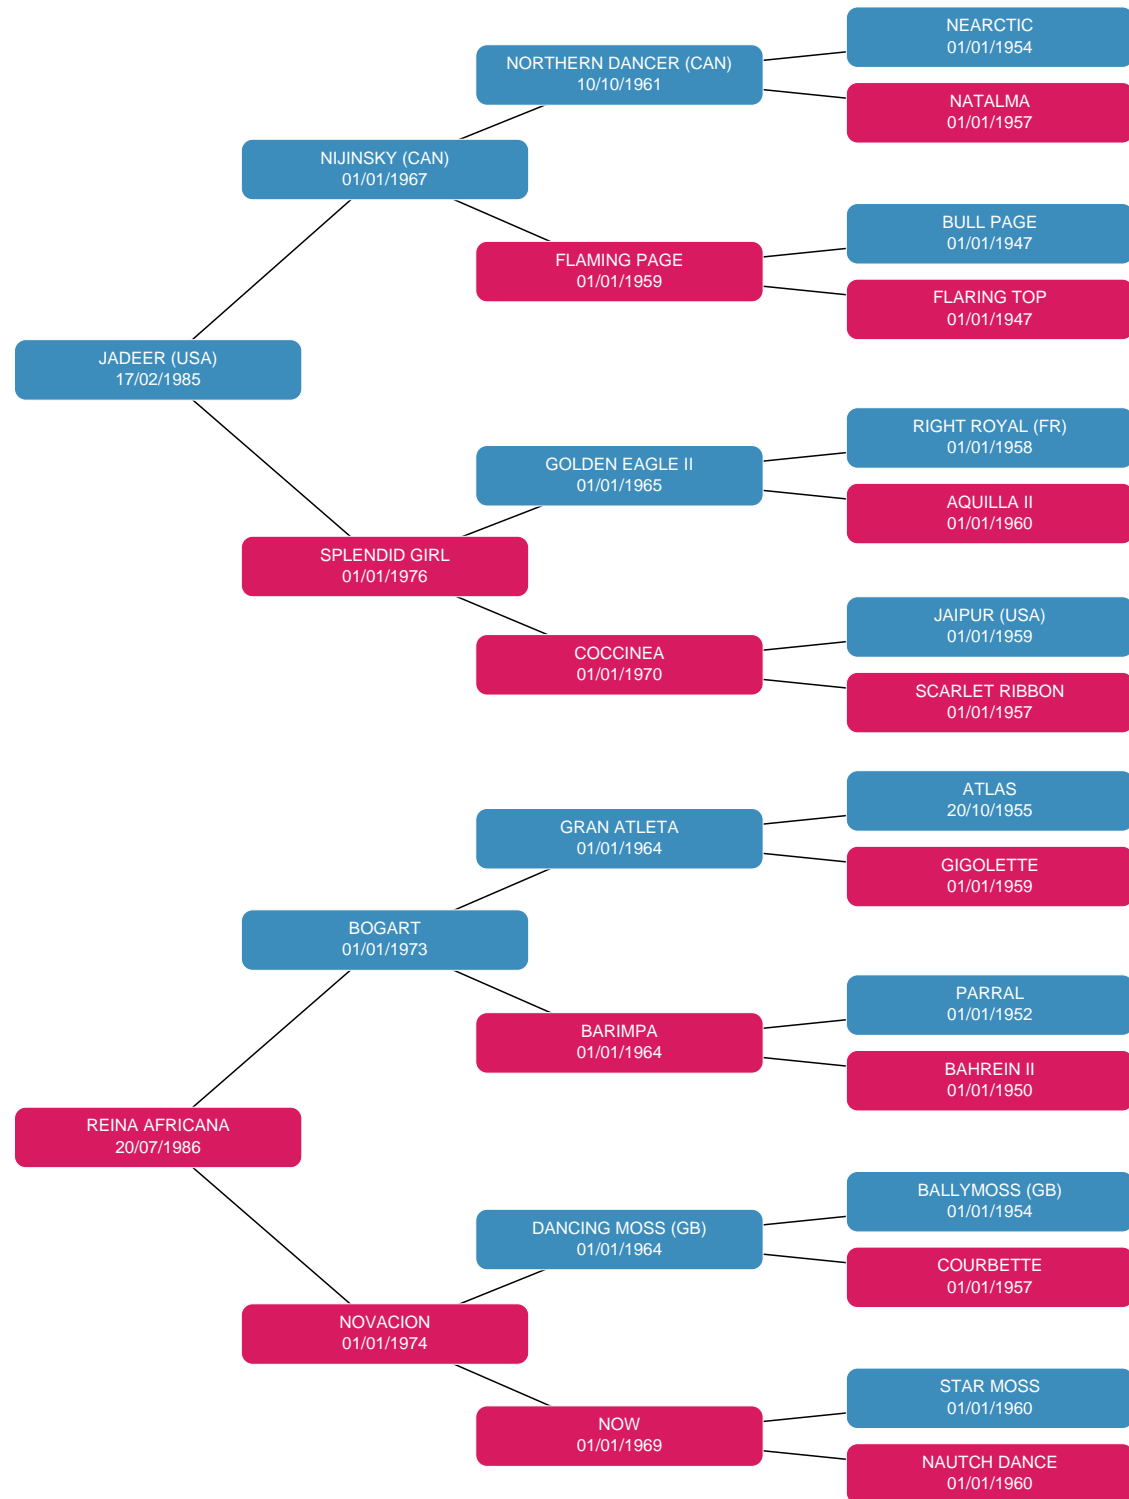 NEARCTIC
01/01/1954
NORTHERN DANCER (CAN)
10/10/1961
NATALMA
01/01/1957
NIJINSKY (CAN)
01/01/1967
BULL PAGE
01/01/1947
FLAMING PAGE
01/01/1959
FLARING TOP
01/01/1947
JADEER (USA)
17/02/1985
RIGHT ROYAL (FR)
01/01/1958
GOLDEN EAGLE II
01/01/1965
AQUILLA II
01/01/1960
SPLENDID GIRL
01/01/1976
JAIPUR (USA)
01/01/1959
COCCINEA
01/01/1970
SCARLET RIBBON
01/01/1957
ATLAS
20/10/1955
GRAN ATLETA
01/01/1964
GIGOLETTE
01/01/1959
BOGART
01/01/1973
PARRAL
01/01/1952
BARIMPA
01/01/1964
BAHREIN II
01/01/1950
REINA AFRICANA
20/07/1986
BALLYMOSS (GB)
01/01/1954
DANCING MOSS (GB)
01/01/1964
COURBETTE
01/01/1957
NOVACION
01/01/1974
STAR MOSS
01/01/1960
NOW
01/01/1969
NAUTCH DANCE
01/01/1960